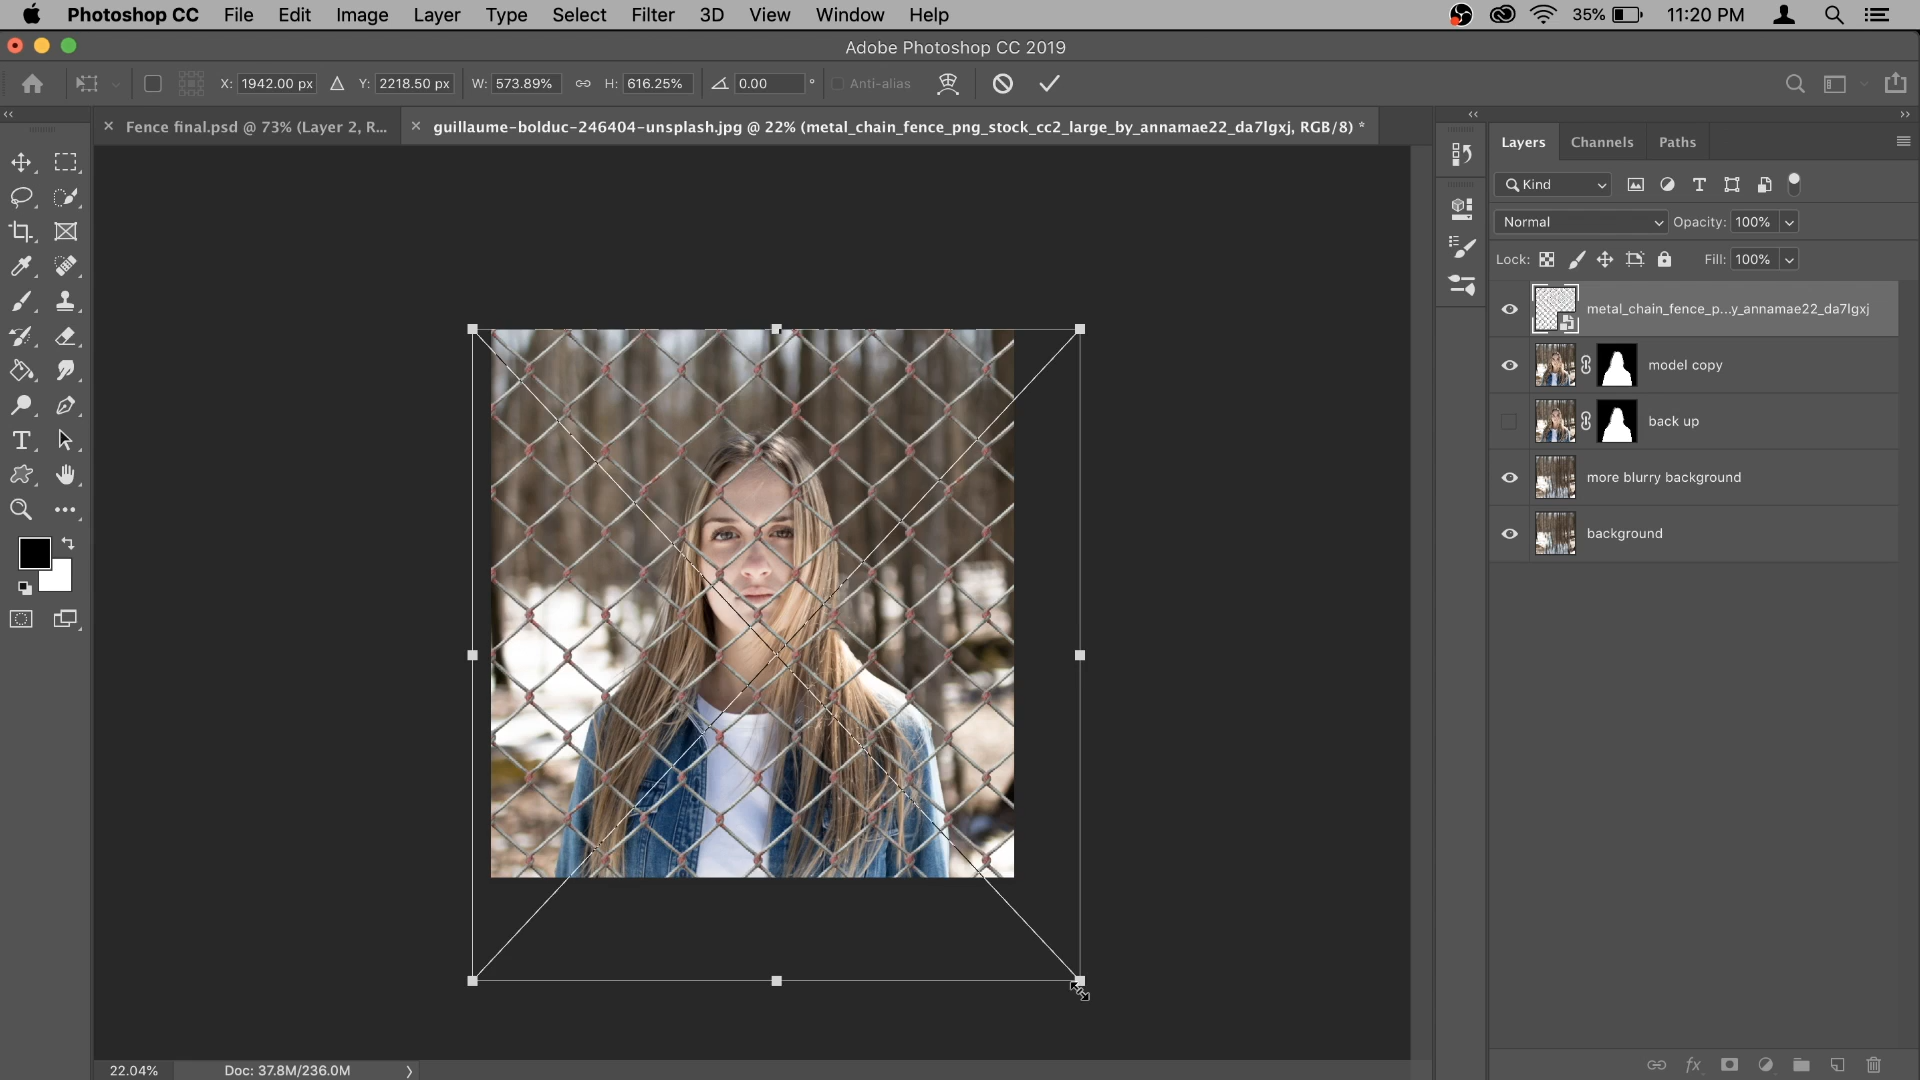 Photoshop CC File Edit Image Layer Type Select Filter 3D View Window Help 35% 11:20 PM
Adobe Photoshop CC 2019
X: 1942.00 px Y: 2218.50 px W: 573.89% H: 616.25% 0.00 ° Anti-alias
Fence final.psd @ 73% (Layer 2, R... guillaume-bolduc-246404-unsplash.jpg @ 22% (metal_chain_fence_png_stock_cc2_large_by_annamae22_da7lgxj, RGB/8) *
Layers Channels Paths
Kind
Normal Opacity: 100%
Lock: Fill: 100%
metal_chain_fence_p...y_annamae22_da7lgxj
model copy
back up
more blurry background
background
22.04% Doc: 37.8M/236.0M